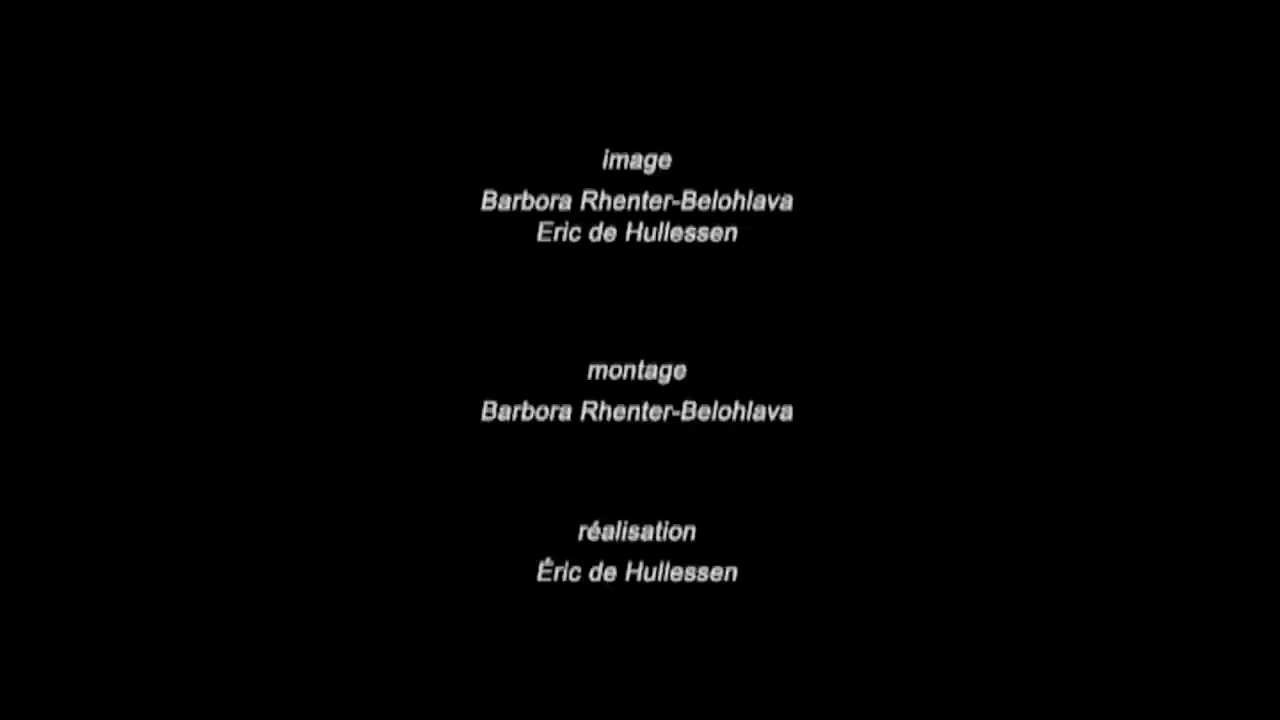 image
Barbora Rhenter-Belohlava
Eric de Hullessen
montage
Barbora Rhenter-Belohlava
réalisation
Éric de Hullessen